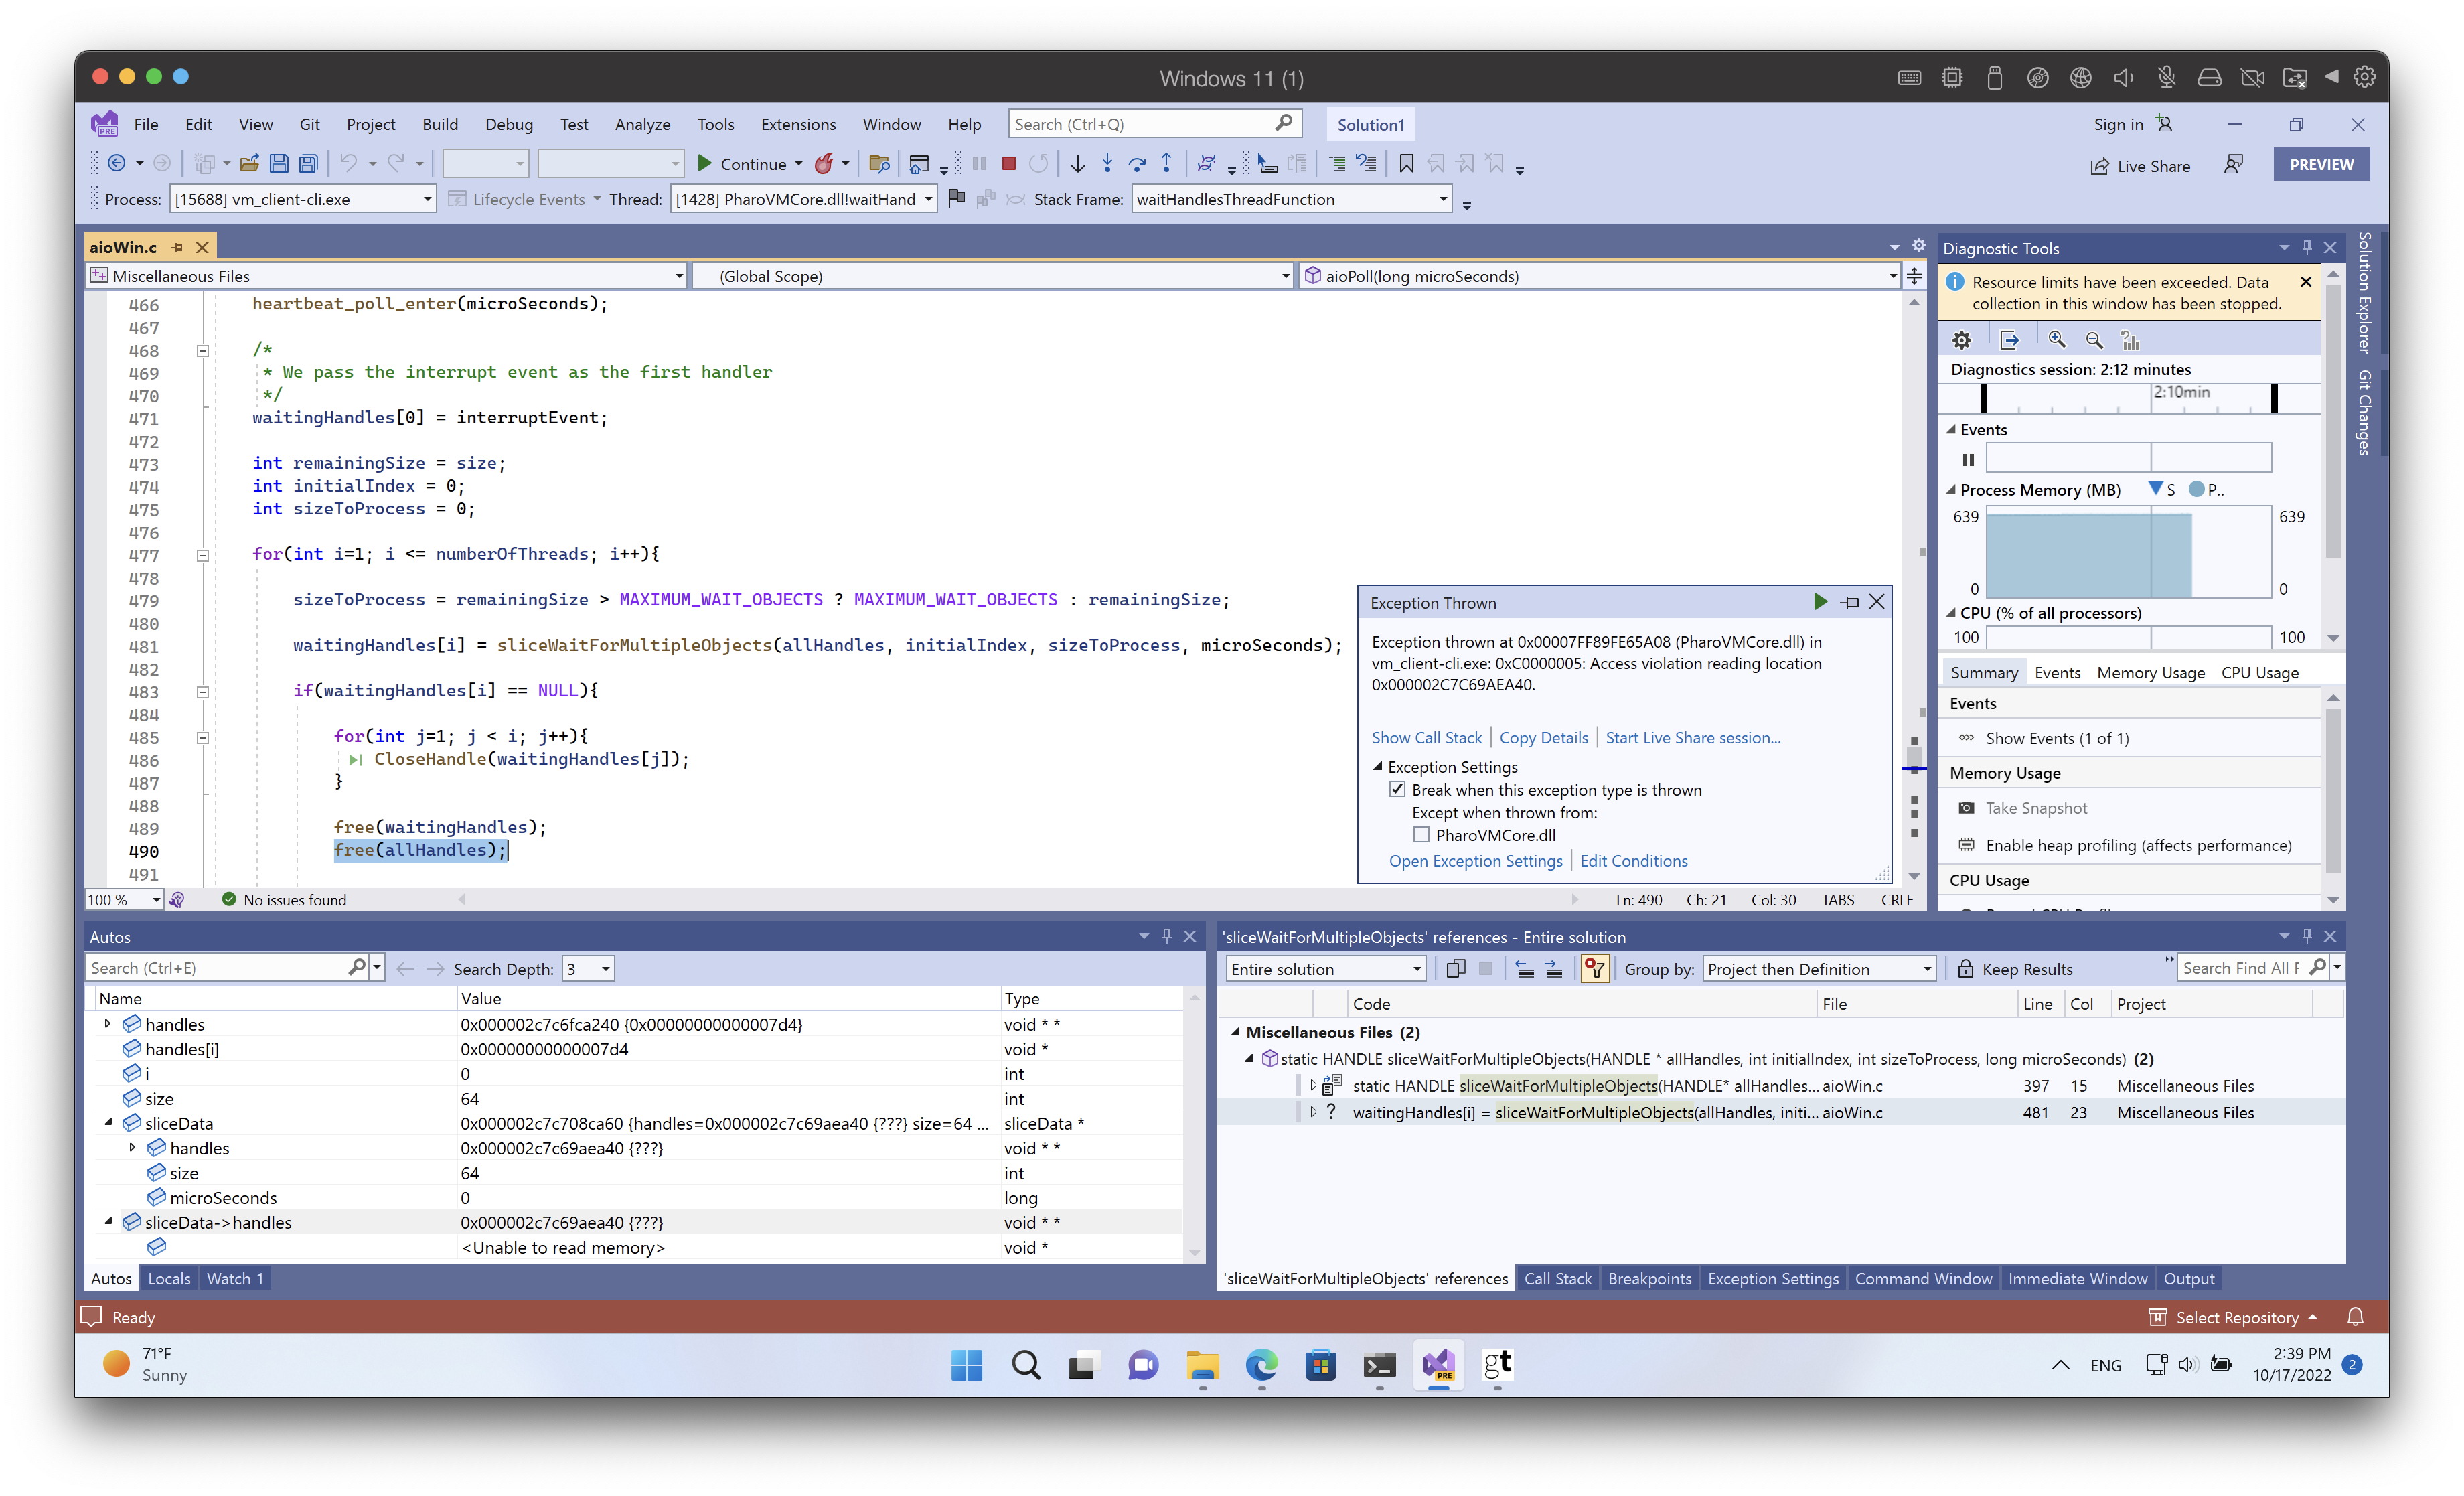 Windows 11 (1)
File Edit View Git Project Build Debug Test Analyze Tools Extensions Window Help Search (Ctrl+Q) Solution1 Sign in
Continue Live Share PREVIEW
Process: [15688] vm_client-cli.exe Lifecycle Events Thread: [1428] PharoVMCore.dll!waitHand Stack Frame: waitHandlesThreadFunction
aioWin.c
Miscellaneous Files (Global Scope) aioPoll(long microSeconds)
466 heartbeat_poll_enter(microSeconds);
467
468 /*
469 * We pass the interrupt event as the first handler
470 */
471 waitingHandles[0] = interruptEvent;
472
473 int remainingSize = size;
474 int initialIndex = 0;
475 int sizeToProcess = 0;
476
477 for(int i=1; i <= numberOfThreads; i++){
478
479 sizeToProcess = remainingSize > MAXIMUM_WAIT_OBJECTS ? MAXIMUM_WAIT_OBJECTS : remainingSize;
480
481 waitingHandles[i] = sliceWaitForMultipleObjects(allHandles, initialIndex, sizeToProcess, microSeconds);
482
483 if(waitingHandles[i] == NULL){
484
485 for(int j=1; j < i; j++){
486 CloseHandle(waitingHandles[j]);
487 }
488
489 free(waitingHandles);
490 free(allHandles);
491
100 % No issues found Ln: 490 Ch: 21 Col: 30 TABS CRLF
Exception Thrown
Exception thrown at 0x00007FF89FE65A08 (PharoVMCore.dll) in
vm_client-cli.exe: 0xC0000005: Access violation reading location
0x000002C7C69AEA40.
Show Call Stack Copy Details Start Live Share session...
Exception Settings
Break when this exception type is thrown
Except when thrown from:
PharoVMCore.dll
Open Exception Settings Edit Conditions
Diagnostic Tools
Resource limits have been exceeded. Data
collection in this window has been stopped.
Diagnostics session: 2:12 minutes
2:10min
Events
Process Memory (MB) S P..
639 639
0 0
CPU (% of all processors)
100 100
Summary Events Memory Usage CPU Usage
Events
Show Events (1 of 1)
Memory Usage
Take Snapshot
Enable heap profiling (affects performance)
CPU Usage
Solution Explorer
Git Changes
Autos
Search (Ctrl+E) Search Depth: 3
Name Value Type
handles 0x000002c7c6fca240 {0x00000000000007d4} void * *
handles[i] 0x00000000000007d4 void *
i 0 int
size 64 int
sliceData 0x000002c7c708ca60 {handles=0x000002c7c69aea40 {???} size=64 ... sliceData *
handles 0x000002c7c69aea40 {???} void * *
size 64 int
microSeconds 0 long
sliceData->handles 0x000002c7c69aea40 {???} void * *
<Unable to read memory> void *
Autos Locals Watch 1
'sliceWaitForMultipleObjects' references - Entire solution
Entire solution Group by: Project then Definition Keep Results Search Find All F
Code File Line Col Project
Miscellaneous Files (2)
static HANDLE sliceWaitForMultipleObjects(HANDLE * allHandles, int initialIndex, int sizeToProcess, long microSeconds) (2)
static HANDLE sliceWaitForMultipleObjects(HANDLE* allHandles... aioWin.c 397 15 Miscellaneous Files
? waitingHandles[i] = sliceWaitForMultipleObjects(allHandles, initi... aioWin.c 481 23 Miscellaneous Files
'sliceWaitForMultipleObjects' references Call Stack Breakpoints Exception Settings Command Window Immediate Window Output
Ready Select Repository
71°F
Sunny
PRE
gt
ENG
2:39 PM
10/17/2022
2